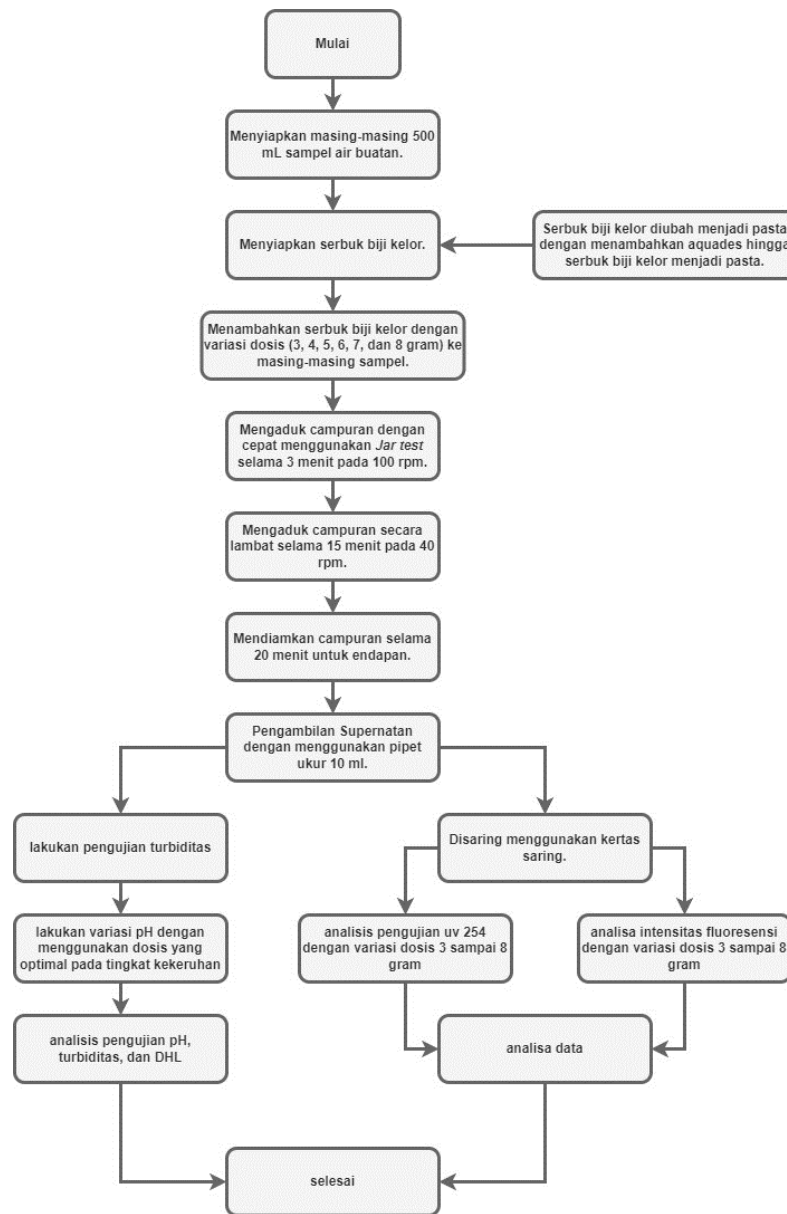 Mulai
Menyiapkan masing-masing 500
mL sampel air buatan.
Menyiapkan serbuk biji kelor.
Serbuk biji kelor diubah menjadi pasta
dengan menambahkan aquades hingga
serbuk biji kelor menjadi pasta.
Menambahkan serbuk biji kelor dengan
variasi dosis (3, 4, 5, 6, 7, dan 8 gram) ke
masing-masing sampel.
Mengaduk campuran dengan
cepat menggunakan Jar test
selama 3 menit pada 100 rpm.
Mengaduk campuran secara
lambat selama 15 menit pada 40
rpm.
Mendiamkan campuran selama
20 menit untuk endapan.
Pengambilan Supernatan
dengan menggunakan pipet
ukur 10 ml.
lakukan pengujian turbiditas
Disaring menggunakan kertas
saring.
lakukan variasi pH dengan
menggunakan dosis yang
optimal pada tingkat kekeruhan
analisis pengujian uv 254
dengan variasi dosis 3 sampai 8
gram
analisa intensitas fluoresensi
dengan variasi dosis 3 sampai 8
gram
analisis pengujian pH,
turbiditas, dan DHL
analisa data
selesai